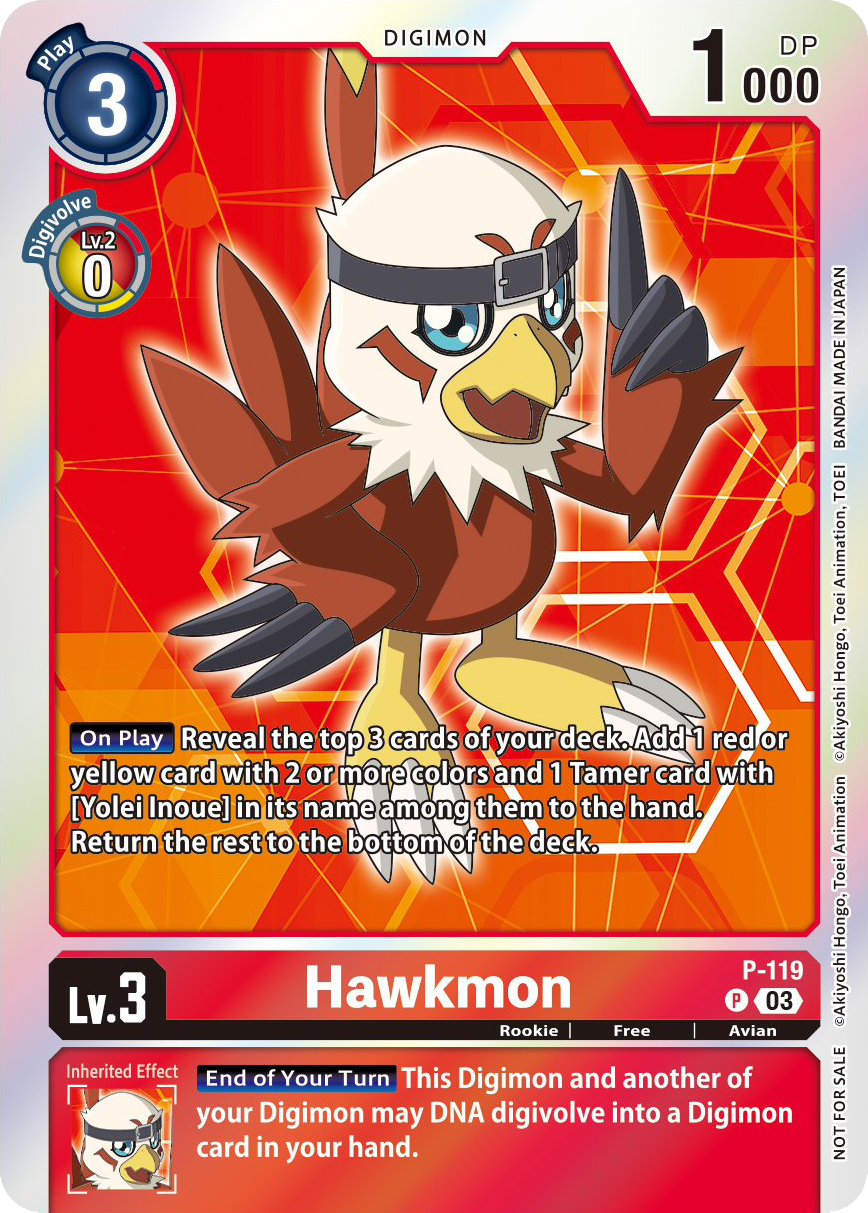 DIGIMON
Play
3
DP
1000
Digivolve
Lv.2
0
On Play Reveal the top 3 cards of your deck. Add 1 red or
yellow card with 2 or more colors and 1 Tamer card with
[Yolei Inoue] in its name among them to the hand.
Return the rest to the bottom of the deck.
©Akiyoshi Hongo, Toei Animation, TOEI BANDAI MADE IN JAPAN
NOT FOR SALE ©Akiyoshi Hongo, Toei Animation
Lv.3
Hawkmon
P-119
P 03
Rookie | Free | Avian
Inherited Effect
End of Your Turn This Digimon and another of
your Digimon may DNA digivolve into a Digimon
card in your hand.